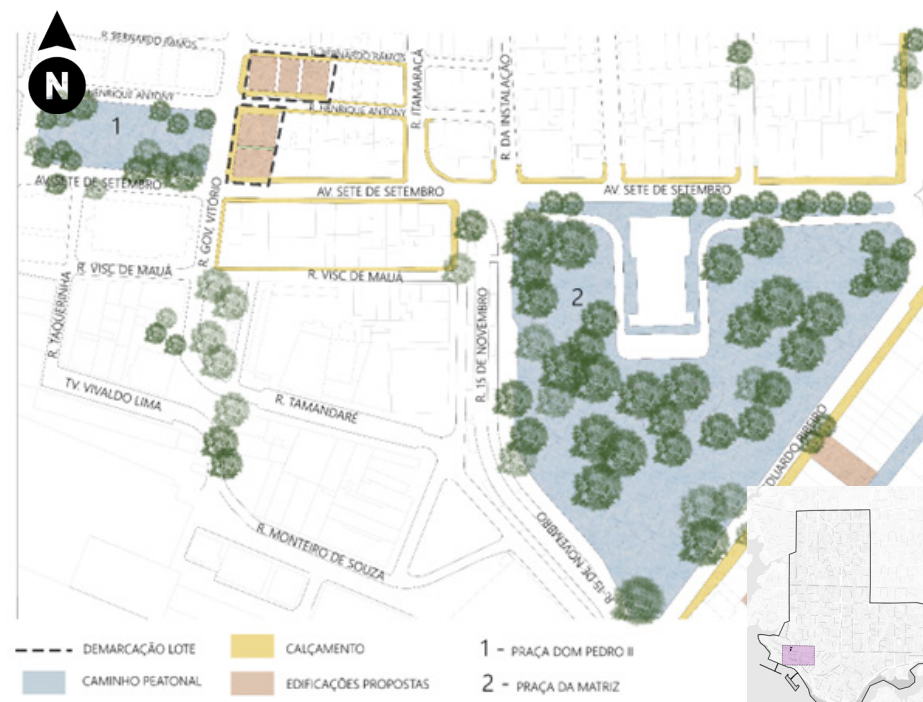 N
R. BERNARDO RAMOS
R. BERNARDO RAMOS
HENRIQUE ANTONY
R. HENRIQUE ANTONY
R. ITAMARACÁ
R. DA INSTALAÇÃO
1
AV. SETE DE SETEMBRO
AV. SETE DE SETEMBRO
AV. SETE DE SETEMBRO
R. GOV. VITÓRIO
R. VISC DE MAUÁ
R. VISC DE MAUÁ
2
R. TAQUERINHA
R. 15 DE NOVEMBRO
TV. VIVALDO LIMA
R. TAMANDARÉ
EDUARDO RIBEIRO
R. MONTEIRO DE SOUZA
R. 15 DE NOVEMBRO
DEMARCAÇÃO LOTE
CALÇAMENTO
1 - PRAÇA DOM PEDRO II
CAMINHO PEATONAL
EDIFICAÇÕES PROPOSTAS
2 - PRAÇA DA MATRIZ